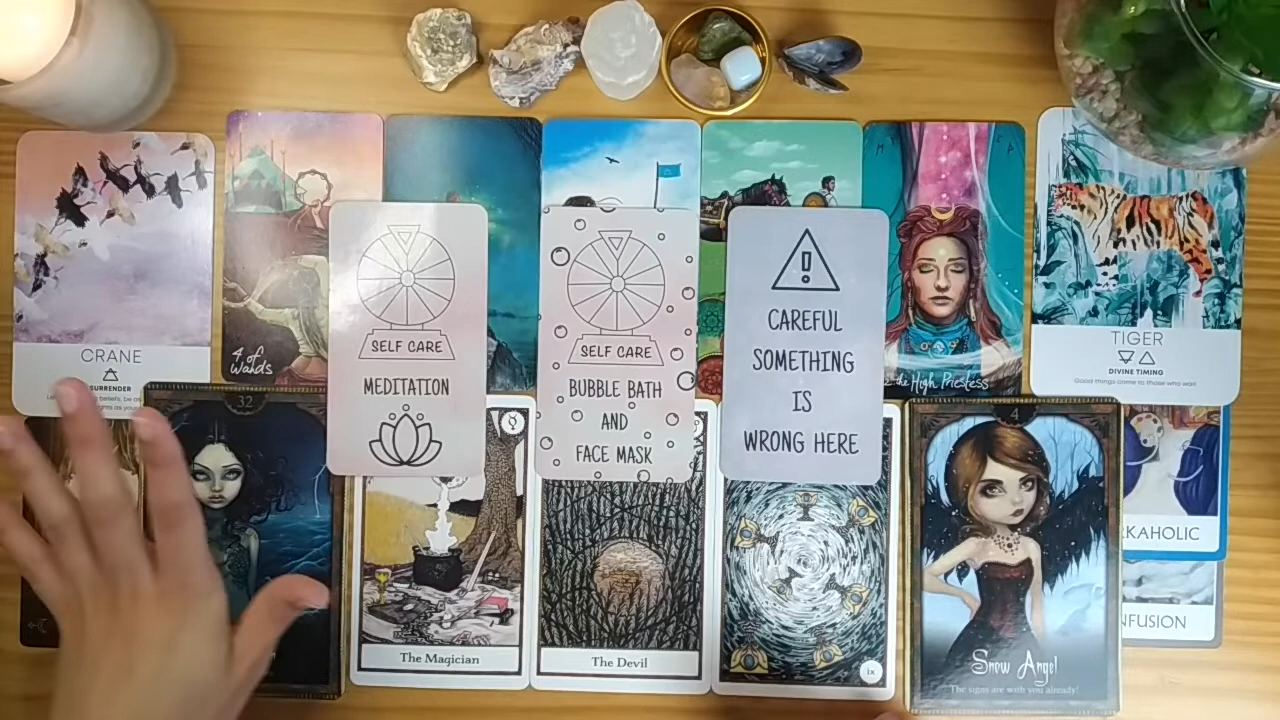 CRANE
SURRENDER
4 of
Wands
SELF CARE
MEDITATION
SELF CARE
BUBBLE BATH
AND
FACE MASK
CAREFUL
SOMETHING
IS
WRONG HERE
the High Priestess
TIGER
DIVINE TIMING
Good things come to those who wait
32
The Magician
The Devil
ix
4
Snow Angel
The signs are with you already!
KAHOLIC
NFUSION